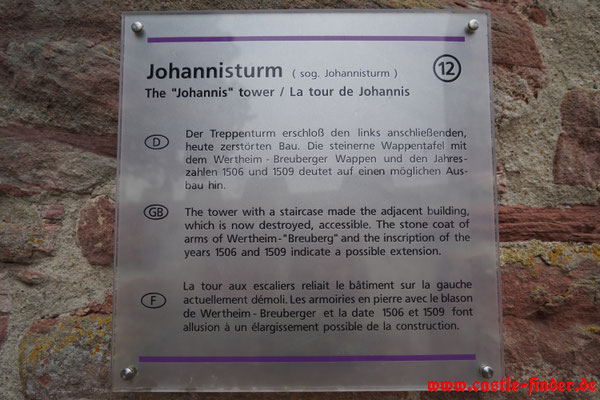 Johannisturm ( sog. Johannisturm )
12
The "Johannis" tower / La tour de Johannis
D
Der Treppenturm erschloß den links anschließenden,
heute zerstörten Bau. Die steinerne Wappentafel mit
dem Wertheim - Breuberger Wappen und den Jahres-
zahlen 1506 und 1509 deutet auf einen möglichen Aus-
bau hin.
GB
The tower with a staircase made the adjacent building,
which is now destroyed, accessible. The stone coat of
arms of Wertheim-"Breuberg" and the inscription of the
years 1506 and 1509 indicate a possible extension.
F
La tour aux escaliers reliait le bâtiment sur la gauche
actuellement démoli. Les armoiries en pierre avec le blason
de Wertheim - Breuberger et la date 1506 et 1509 font
allusion à un élargissement possible de la construction.
www.castle-finder.de